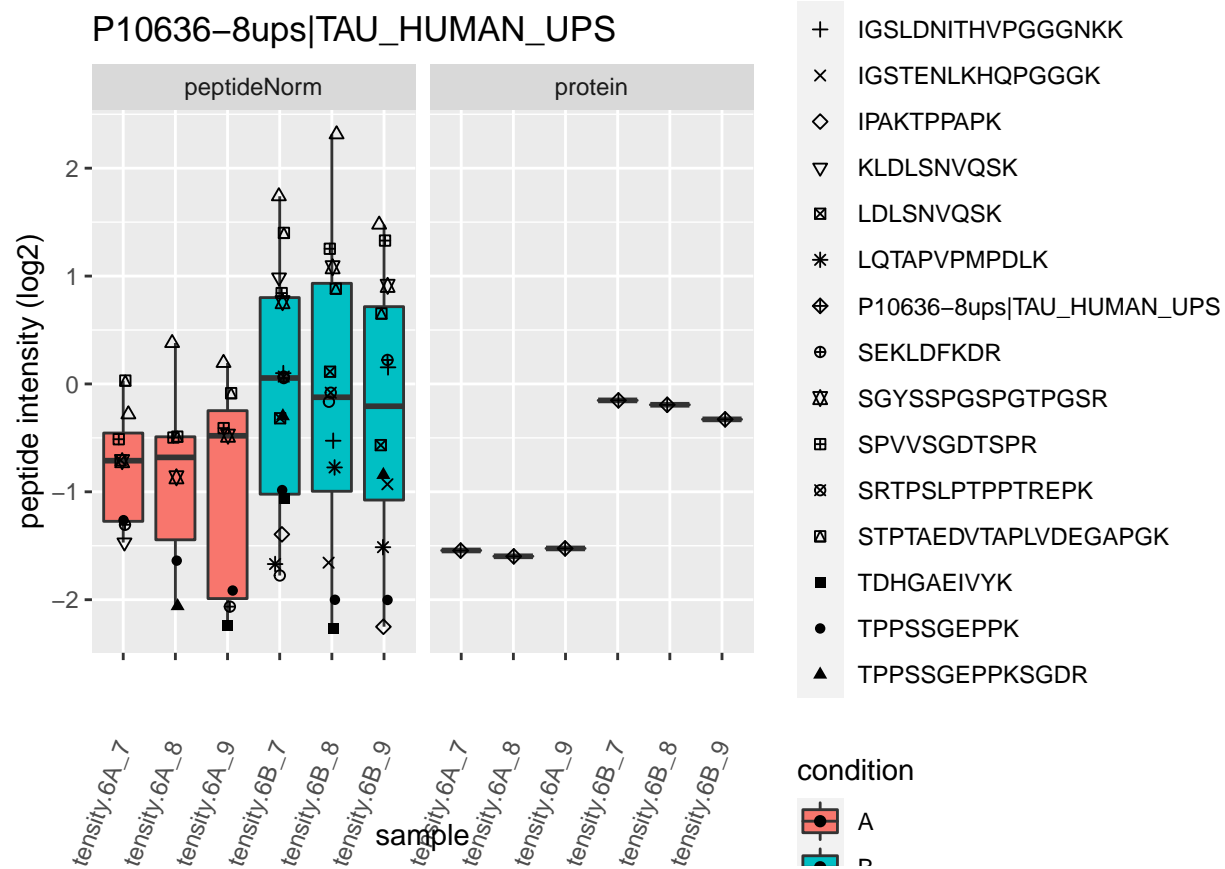 P10636−8ups|TAU_HUMAN_UPS
peptideNorm
protein
peptide intensity (log2)
2
1
0
−1
−2
tensity.6A_7
tensity.6A_8
tensity.6A_9
tensity.6B_7
tensity.6B_8
tensity.6B_9
tensity.6A_7
tensity.6A_8
tensity.6A_9
tensity.6B_7
tensity.6B_8
tensity.6B_9
sample
IGSLDNITHVPGGGNKK
IGSTENLKHQPGGGK
IPAKTPPAPK
KLDLSNVQSK
LDLSNVQSK
LQTAPVPMPDLK
P10636−8ups|TAU_HUMAN_UPS
SEKLDFKDR
SGYSSPGSPGTPGSR
SPVVSGDTSPR
SRTPSLPTPPTREPK
STPTAEDVTAPLVDEGAPGK
TDHGAEIVYK
TPPSSGEPPK
TPPSSGEPPKSGDR
condition
A
B